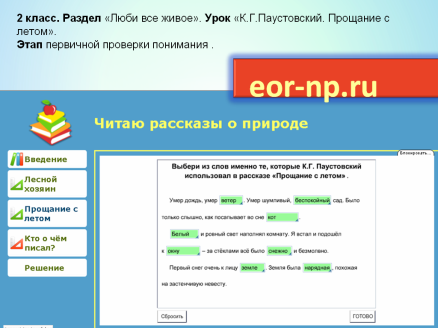 2 класс. Раздел «Люби все живое». Урок «К.Г.Паустовский. Прощание с
летом».
Этап первичной проверки понимания .
eor-np.ru
Читаю рассказы о природе
Введение
Лесной
хозяин
Прощание с
летом
Кто о чём
писал?
Решение
Блокировать...
Выбери из слов именно те, которые К.Г. Паустовский
использовал в рассказе «Прощание с летом» .
Умер дождь, умер ветер . Умер шумливый, беспокойный сад. Было
только слышно, как посапывает во сне кот
Белый и ровный свет наполнял комнату. Я встал и подошёл
к окну – за стёклами всё было снежно и безмолвно.
Первый снег очень к лицу земле . Земля была нарядная, похожая
на застенчивую невесту.
Сбросить
ГОТОВО